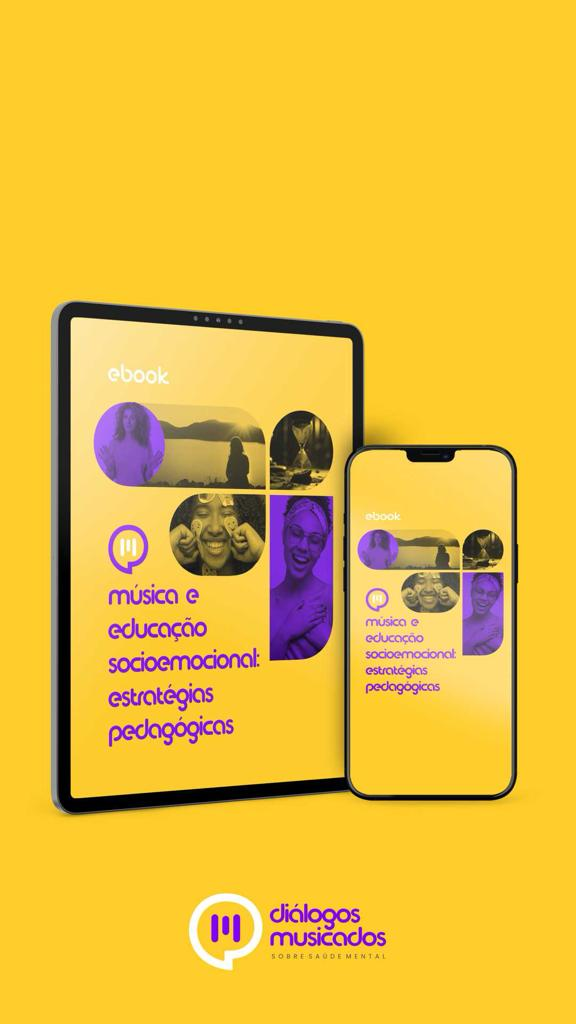 ebook
música e
educação
socioemocional:
estratégias
pedagógicas
ebook
música e
educação
socioemocional:
estratégias
pedagógicas
diálogos
musicados
SOBRE SAÚDE MENTAL